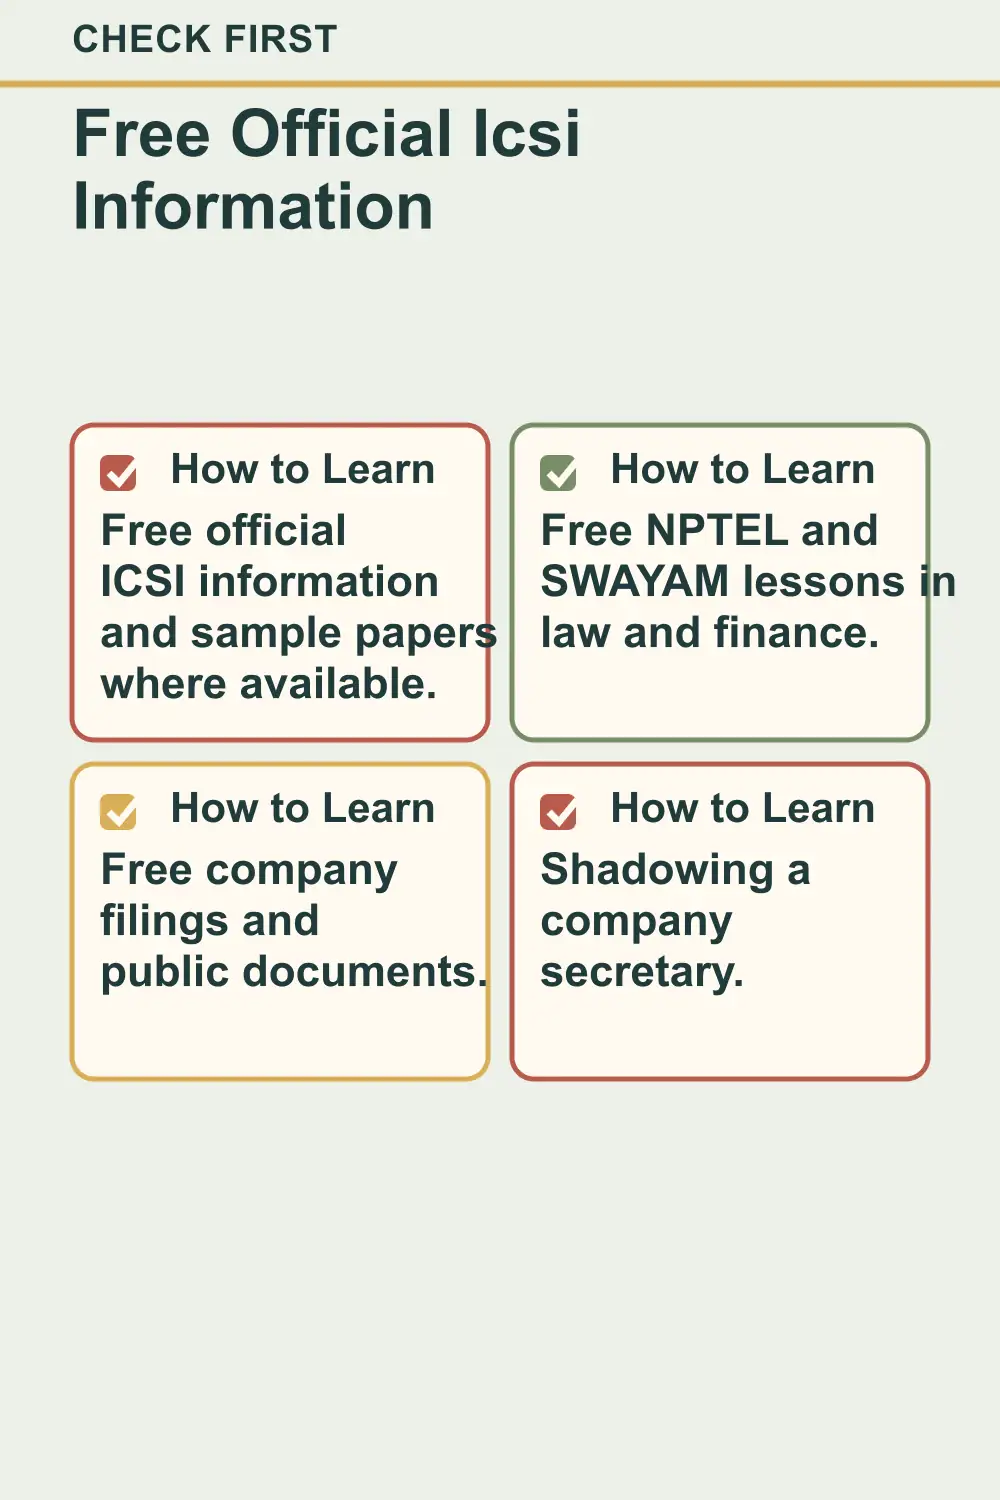 CHECK FIRST
Free Official Icsi
Information
How to Learn
Free official
ICSI information
and sample papers
where available.
How to Learn
Free NPTEL and
SWAYAM lessons in
law and finance.
How to Learn
Free company
filings and
public documents.
How to Learn
Shadowing a
company
secretary.